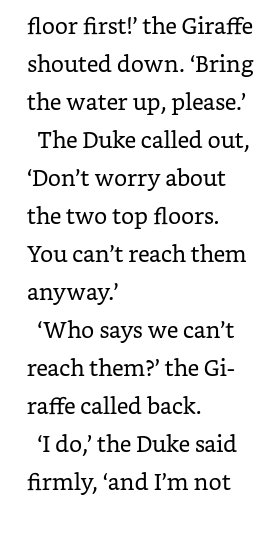 floor first!’ the Giraffe
shouted down. ‘Bring
the water up, please.’
The Duke called out,
‘Don’t worry about
the two top floors.
You can’t reach them
anyway.’
‘Who says we can’t
reach them?’ the Gi-
raffe called back.
‘I do,’ the Duke said
firmly, ‘and I’m not